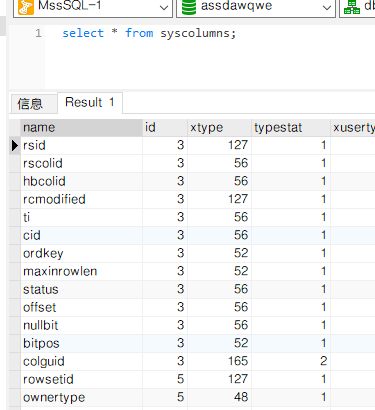 MssSQL-1 assdawqwe db
1 select * from syscolumns;
信息 Result 1
name id xtype typestat xuserty
rsid 3 127 1
rscolid 3 56 1
hbcolid 3 56 1
rcmodified 3 127 1
ti 3 56 1
cid 3 56 1
ordkey 3 52 1
maxinrowlen 3 52 1
status 3 56 1
offset 3 56 1
nullbit 3 56 1
bitpos 3 52 1
colguid 3 165 2
rowsetid 5 127 1
ownertype 5 48 1